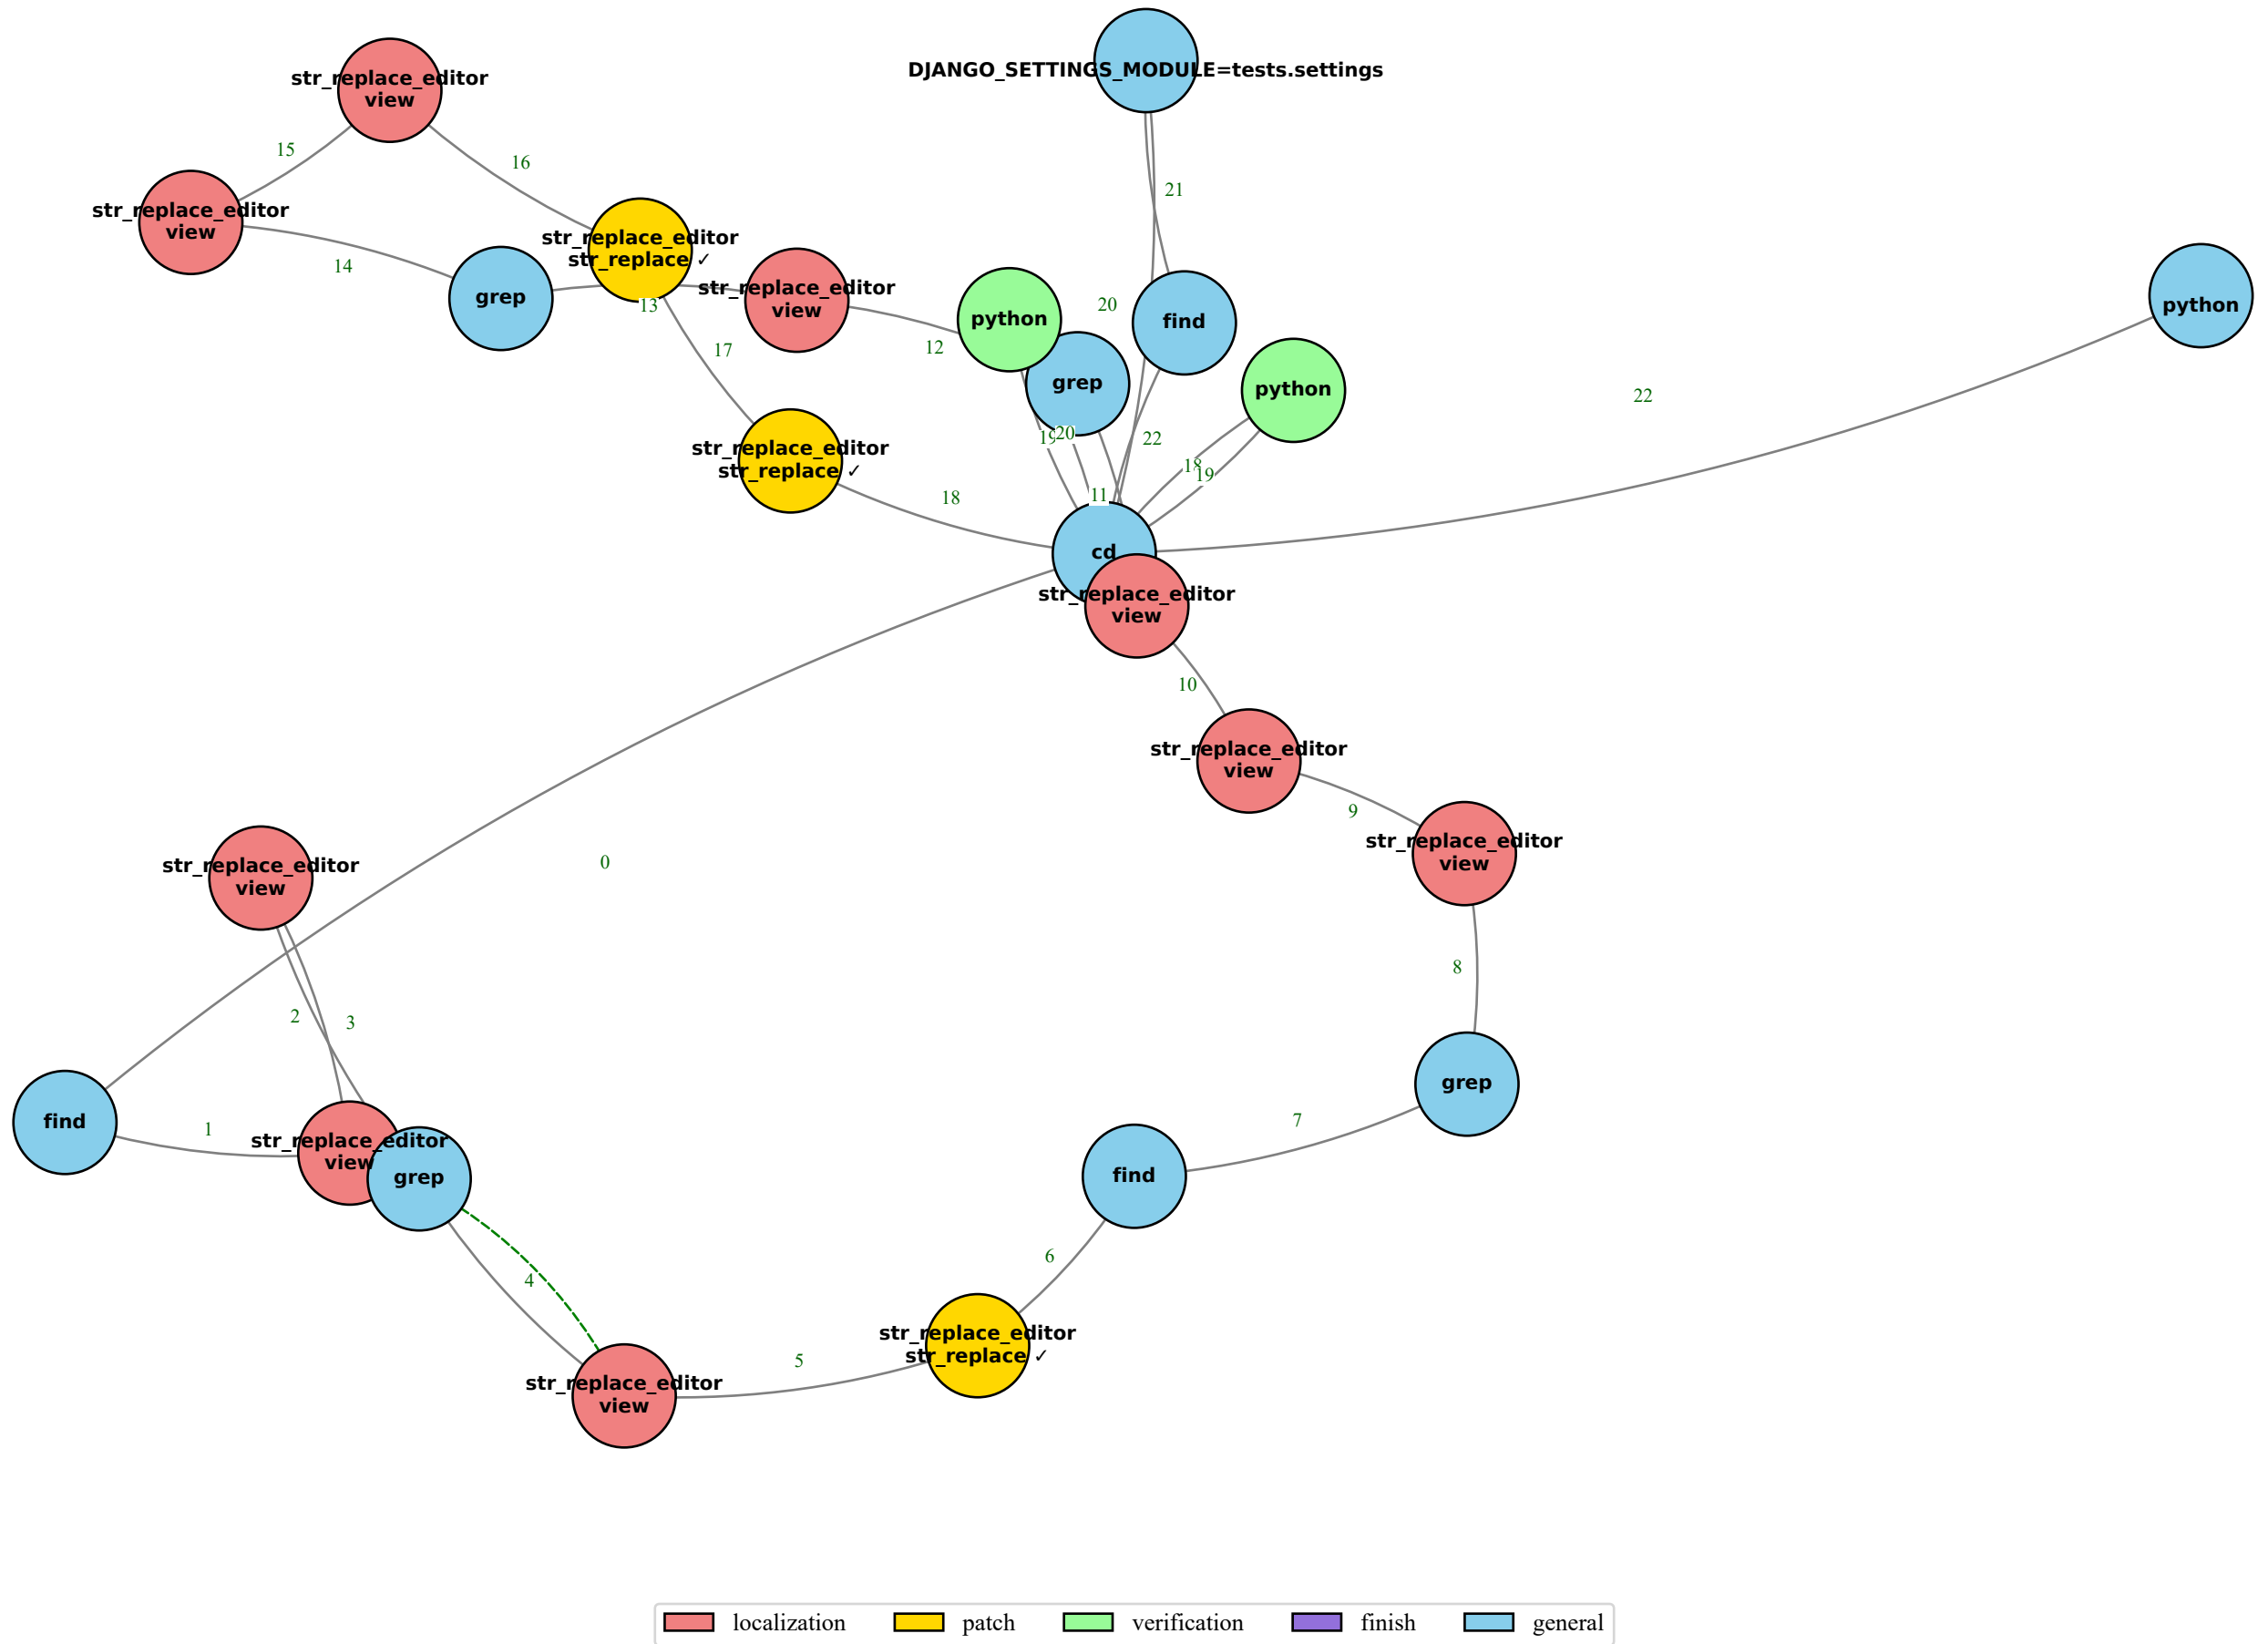 DJANGO_SETTINGS_MODULE=tests.settings
str_replace_editor
view
15
16
21
str_replace_editor
view
str_replace_editor
str_replace ✓
14
grep
13
str_replace_editor
view
12
python
20
find
python
17
grep
python
22
19
20
22
18
19
str_replace_editor
str_replace ✓
18
11
cd
str_replace_editor
view
10
str_replace_editor
view
9
str_replace_editor
view
0
str_replace_editor
view
8
2
3
find
1
str_replace_editor
view
grep
grep
7
find
4
6
str_replace_editor
str_replace ✓
5
str_replace_editor
view
localization
patch
verification
finish
general